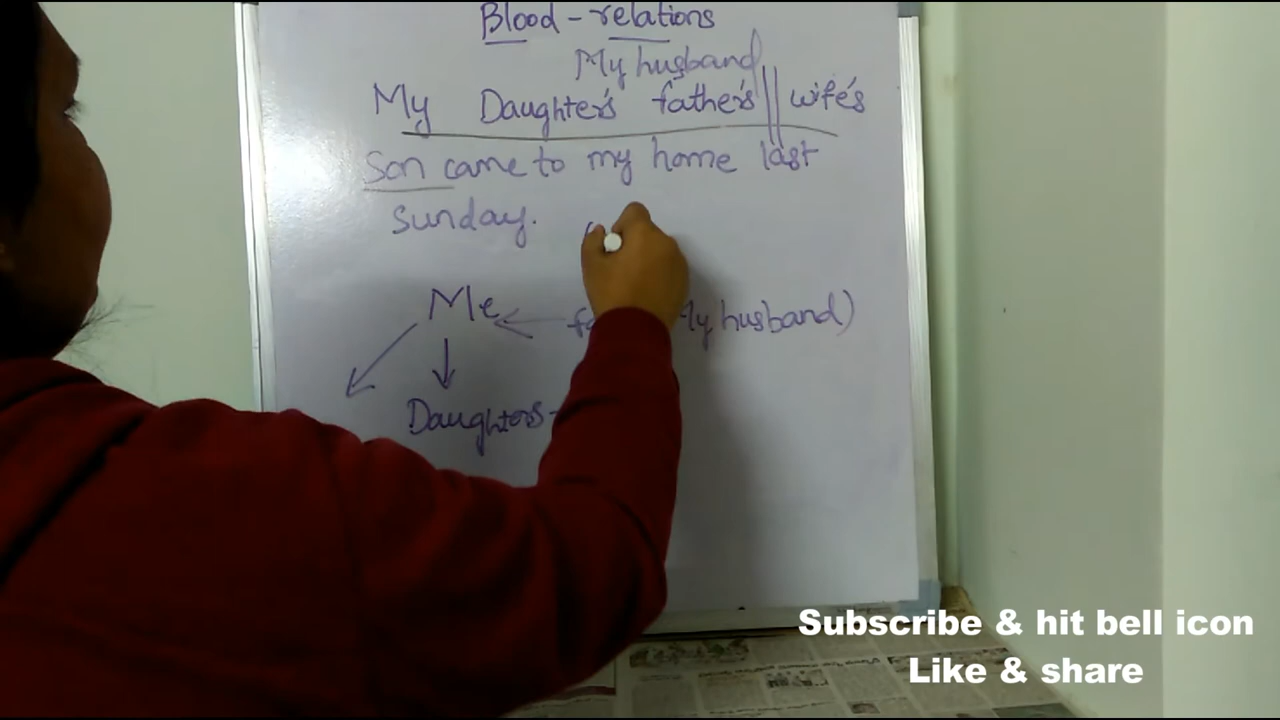 Blood - relations
My husband
My Daughter's father's || wife's
Son came to my home last
Sunday.
Me
My husband)
Daughters
Subscribe & hit bell icon
Like & share